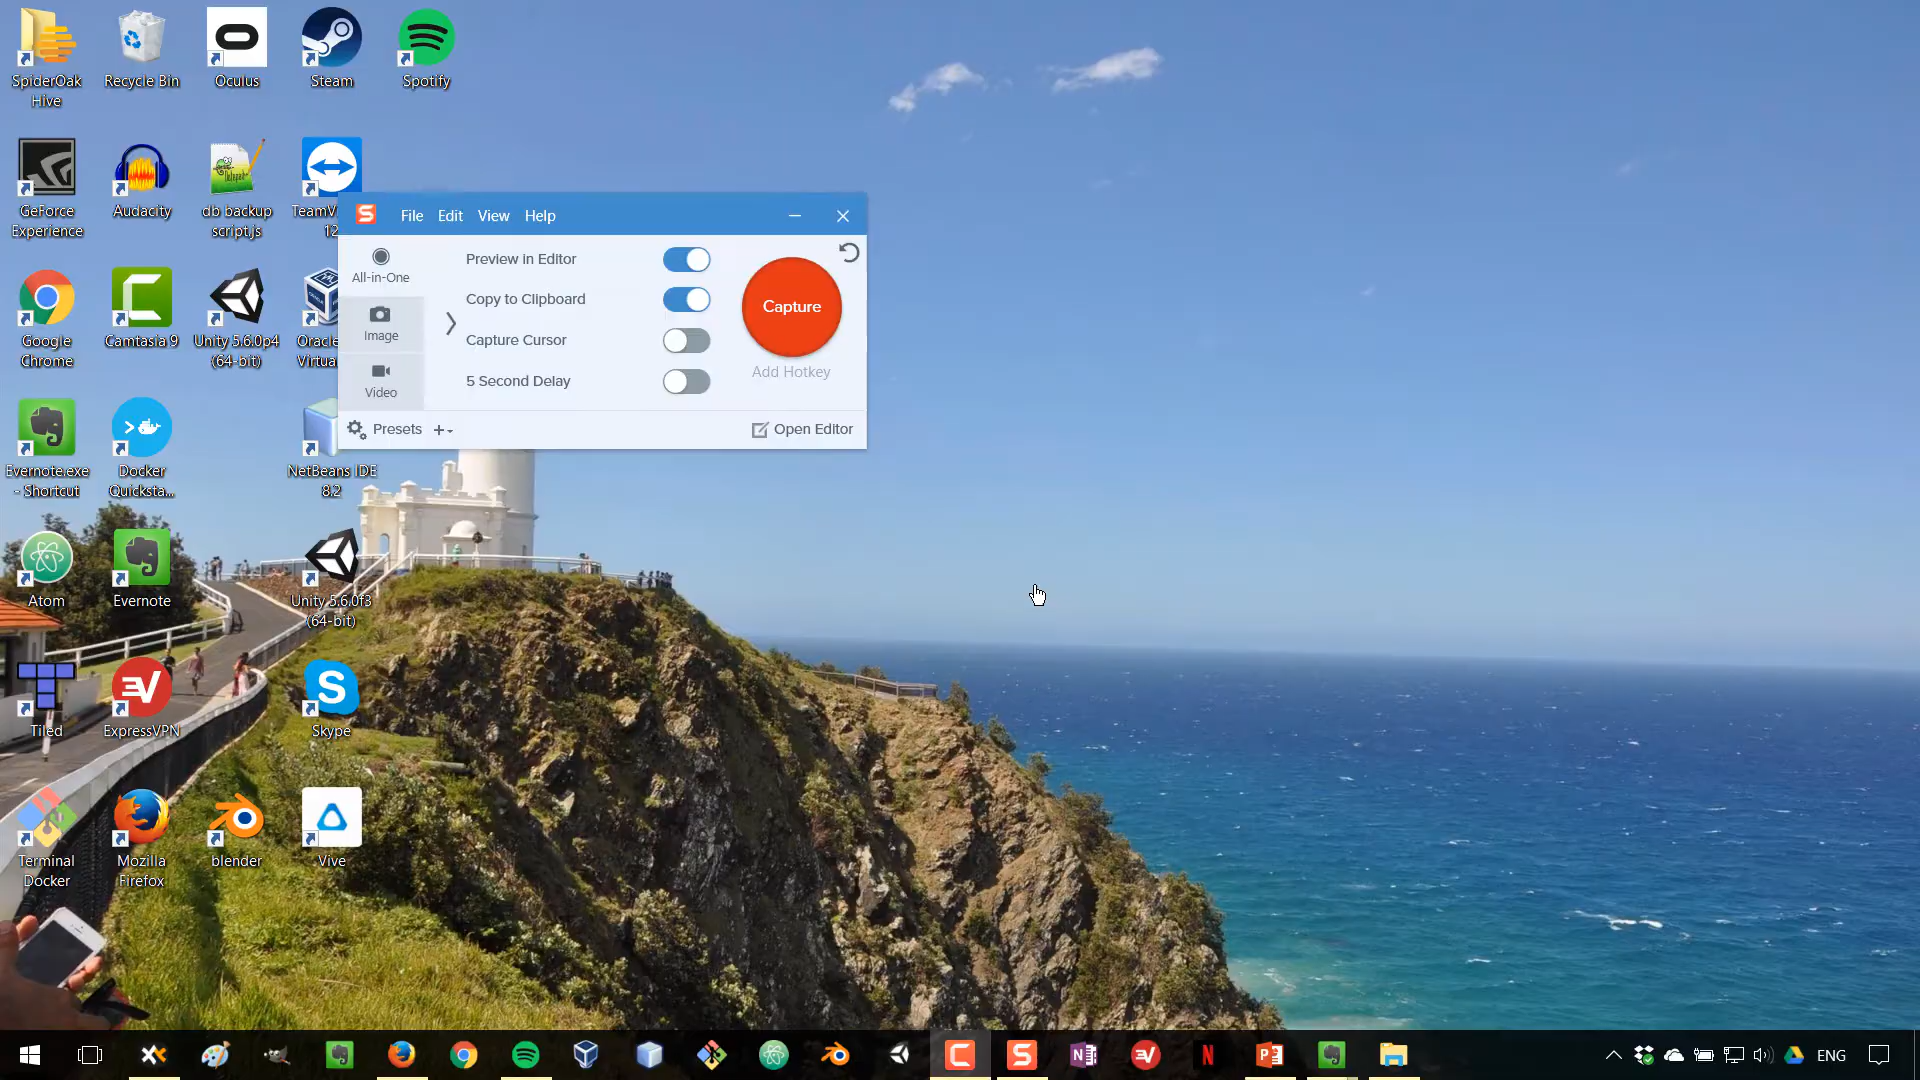 SpiderOak
Hive
Recycle Bin
Oculus
Steam
Spotify
GeForce
Experience
Audacity
db backup
script.js
TeamV
12
File Edit View Help
All-in-One
Image
Video
Preview in Editor
Copy to Clipboard
Capture Cursor
5 Second Delay
Capture
Add Hotkey
Presets
Open Editor
Google
Chrome
Camtasia 9
Unity 5.6.0p4
(64-bit)
Oracle
Virtua
Evernote.exe
- Shortcut
Docker
Quicksta...
NetBeans IDE
8.2
Atom
Evernote
Unity 5.6.0f3
(64-bit)
Tiled
ExpressVPN
Skype
Terminal
Docker
Mozilla
Firefox
blender
Vive
ENG